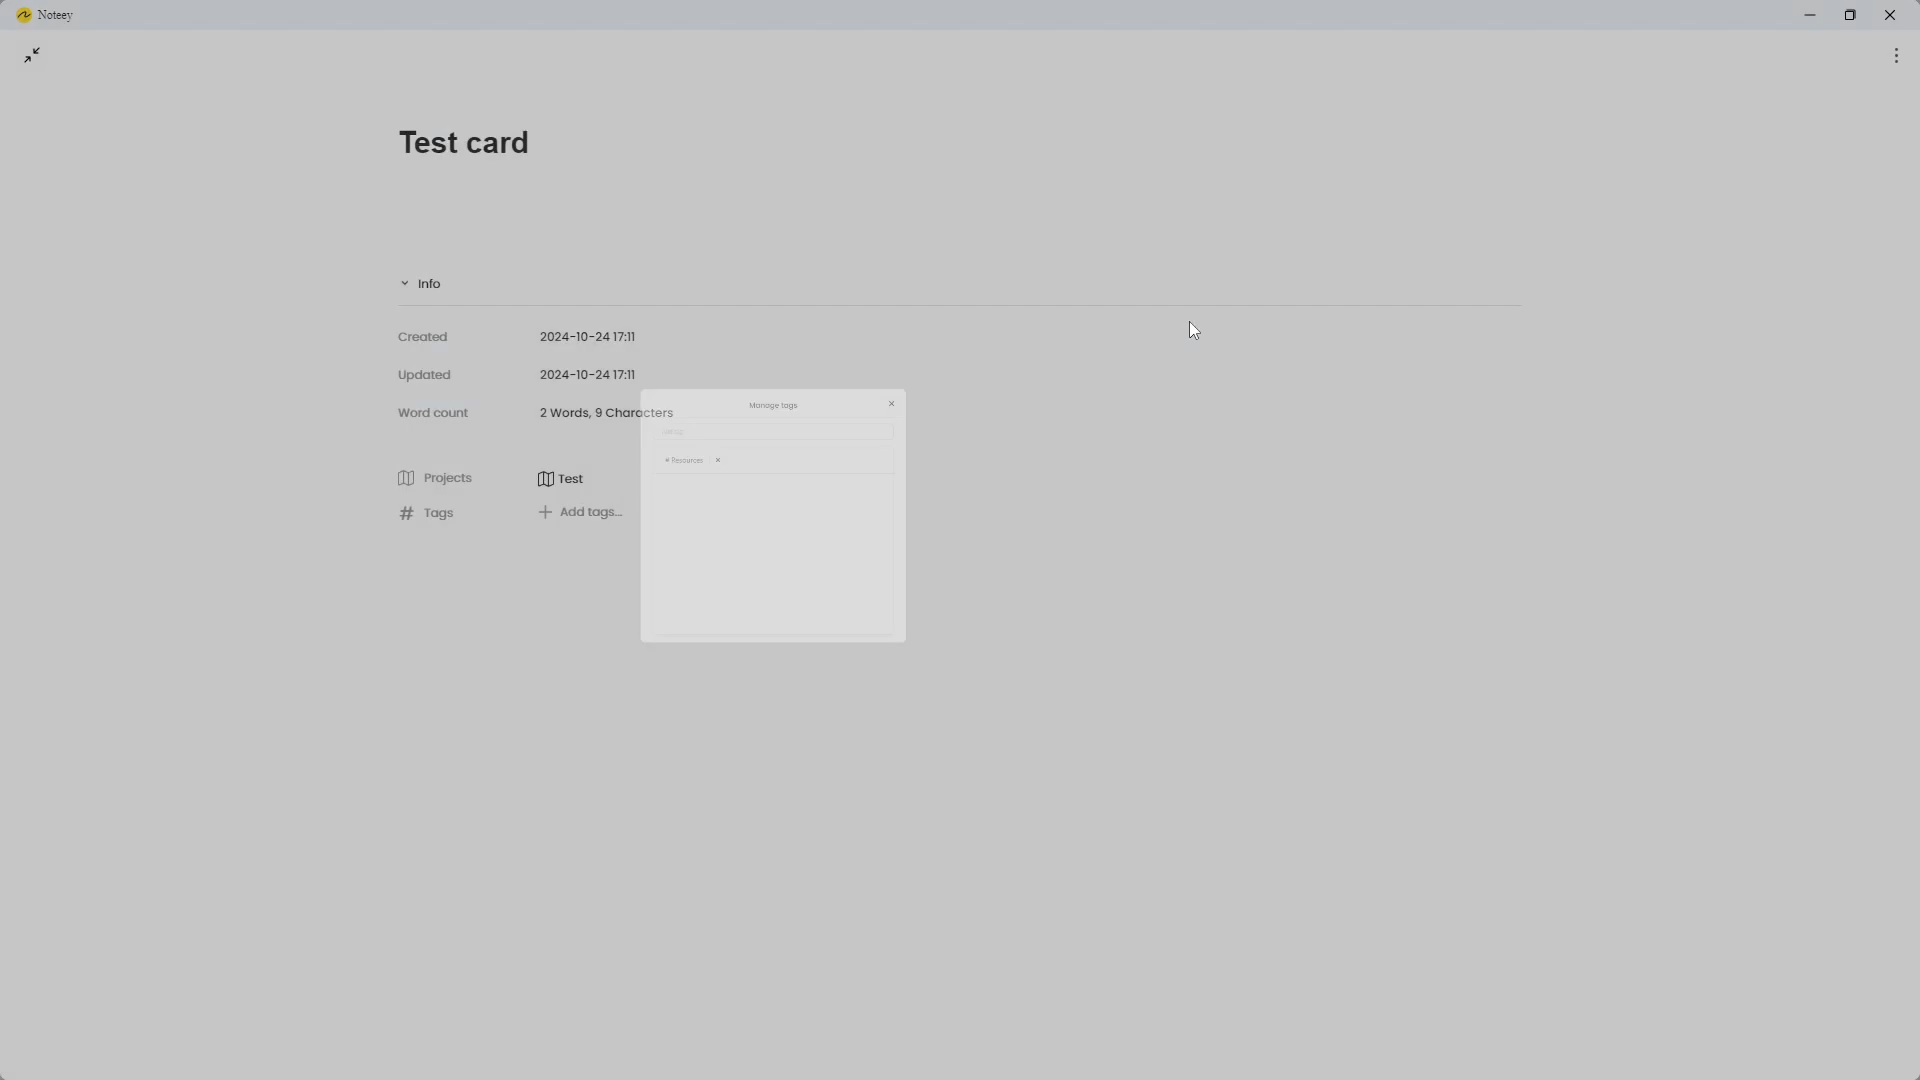 Noteey
Test card
Info
Created 2024-10-24 17:11
Updated 2024-10-24 17:11
Word count 2 Words, 9 Characters
Manage tags
# Resources
Projects Test
# Tags + Add tags...